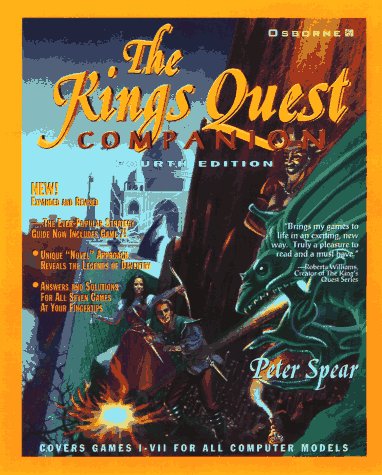 OSBORNE
The
Kings Quest
COMPANION
FOURTH EDITION
NEW!
EXPANDED AND REVISED
...THE EVER-POPULAR STRATEGY
GUIDE NOW INCLUDES GAME VII
• UNIQUE "NOVEL" APPROACH
REVEALS THE LEGENDS OF DAVENTRY
• ANSWERS AND SOLUTIONS
FOR ALL SEVEN GAMES
AT YOUR FINGERTIPS
"Brings my games to
life in an exciting, new
way. Truly a pleasure to
read and a must have."
—Roberta Williams,
Creator of The King's
Quest Series
Peter Spear
COVERS GAMES I-VII FOR ALL COMPUTER MODELS